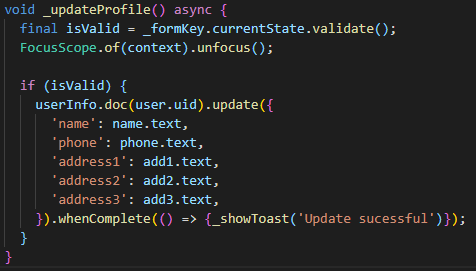 void _updateProfile() async {
  final isValid = _formKey.currentState.validate();
  FocusScope.of(context).unfocus();

  if (isValid) {
    userInfo.doc(user.uid).update({
      'name': name.text,
      'phone': phone.text,
      'address1': add1.text,
      'address2': add2.text,
      'address3': add3.text,
    }).whenComplete(() => {_showToast('Update sucessful')});
  }
}